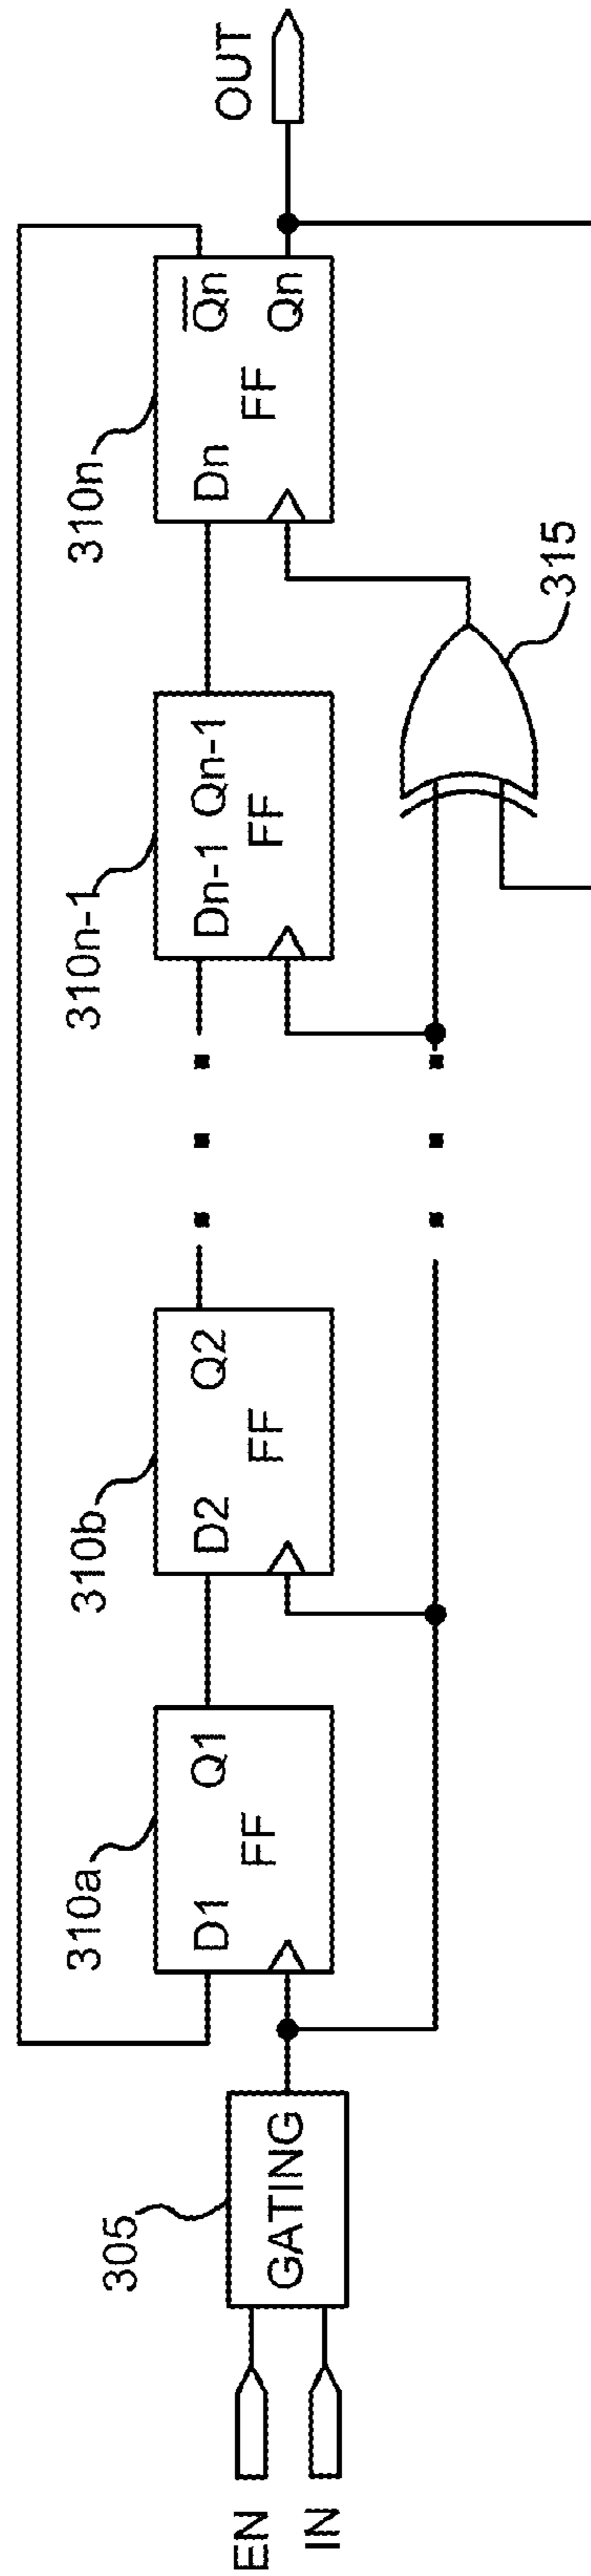 EN
IN
305
GATING
310a
D1
Q1
FF
310b
D2
Q2
FF
310n-1
Dn-1
Qn-1
FF
310n
Dn
Q̅n
Qn
FF
315
OUT